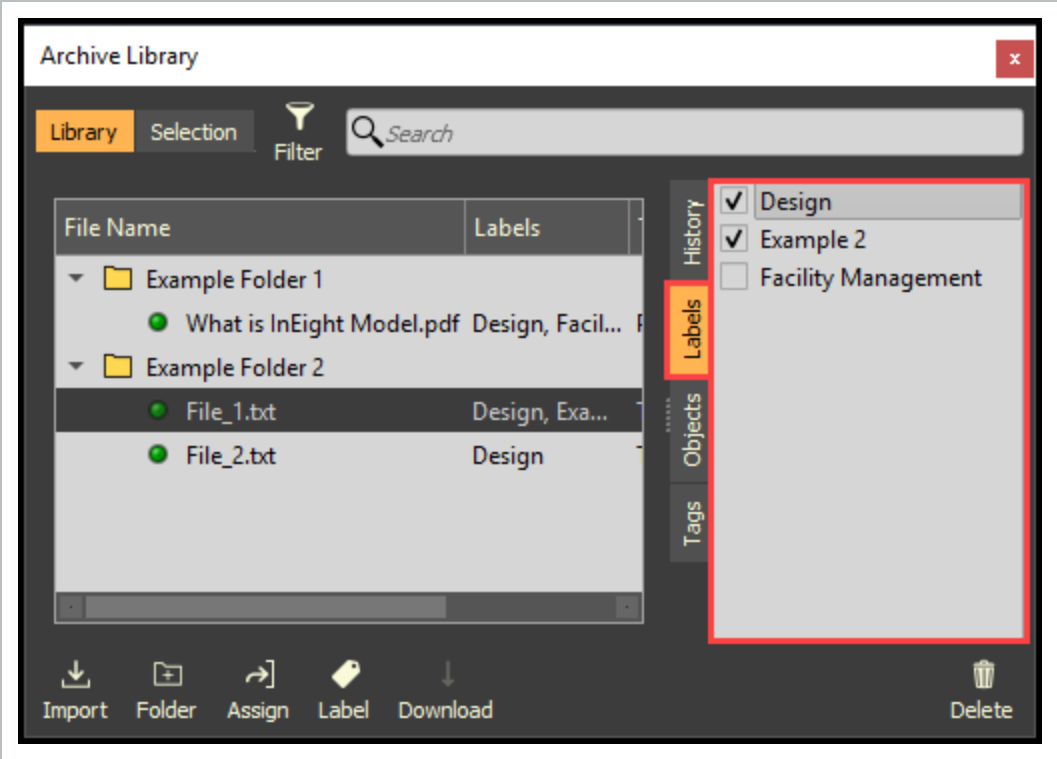 Archive Library
x
Library Selection Filter Search
File Name Labels
Example Folder 1
What is InEight Model.pdf Design, Facil...
Example Folder 2
File_1.txt Design, Exa...
File_2.txt Design
History
Labels
Objects
Tags
Design
Example 2
Facility Management
Import Folder Assign Label Download Delete